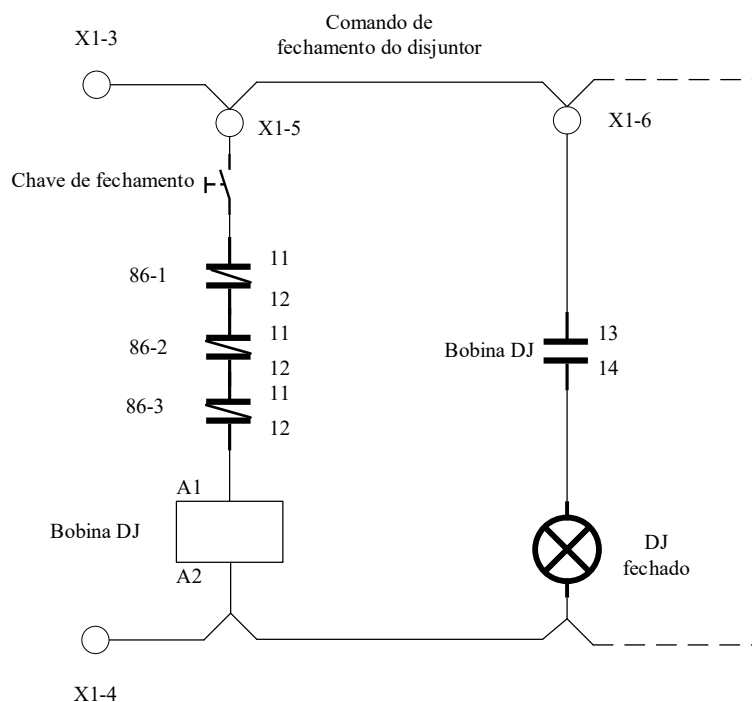 Comando de
fechamento do disjuntor
X1-3
X1-5
X1-6
Chave de fechamento
86-1
11
12
86-2
11
12
86-3
11
12
Bobina DJ
13
14
A1
Bobina DJ
A2
DJ
fechado
X1-4